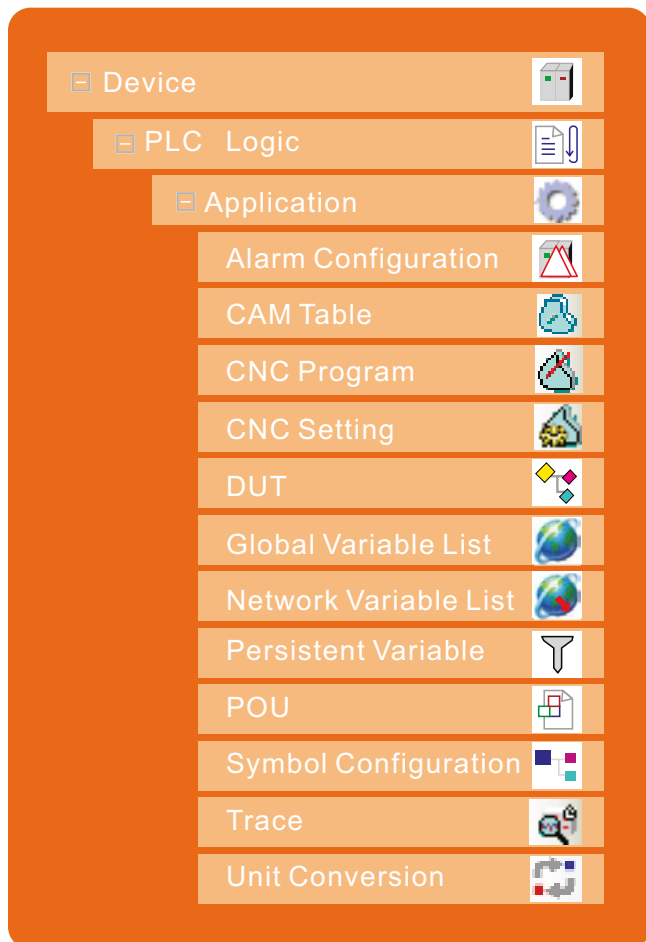 Device
PLC Logic
Application
Alarm Configuration
CAM Table
CNC Program
CNC Setting
DUT
Global Variable List
Network Variable List
Persistent Variable
POU
Symbol Configuration
Trace
Unit Conversion